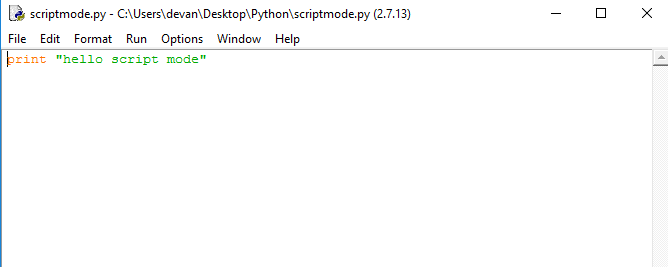 scriptmode.py - C:\Users\devan\Desktop\Python\scriptmode.py (2.7.13)
File Edit Format Run Options Window Help
print "hello script mode"